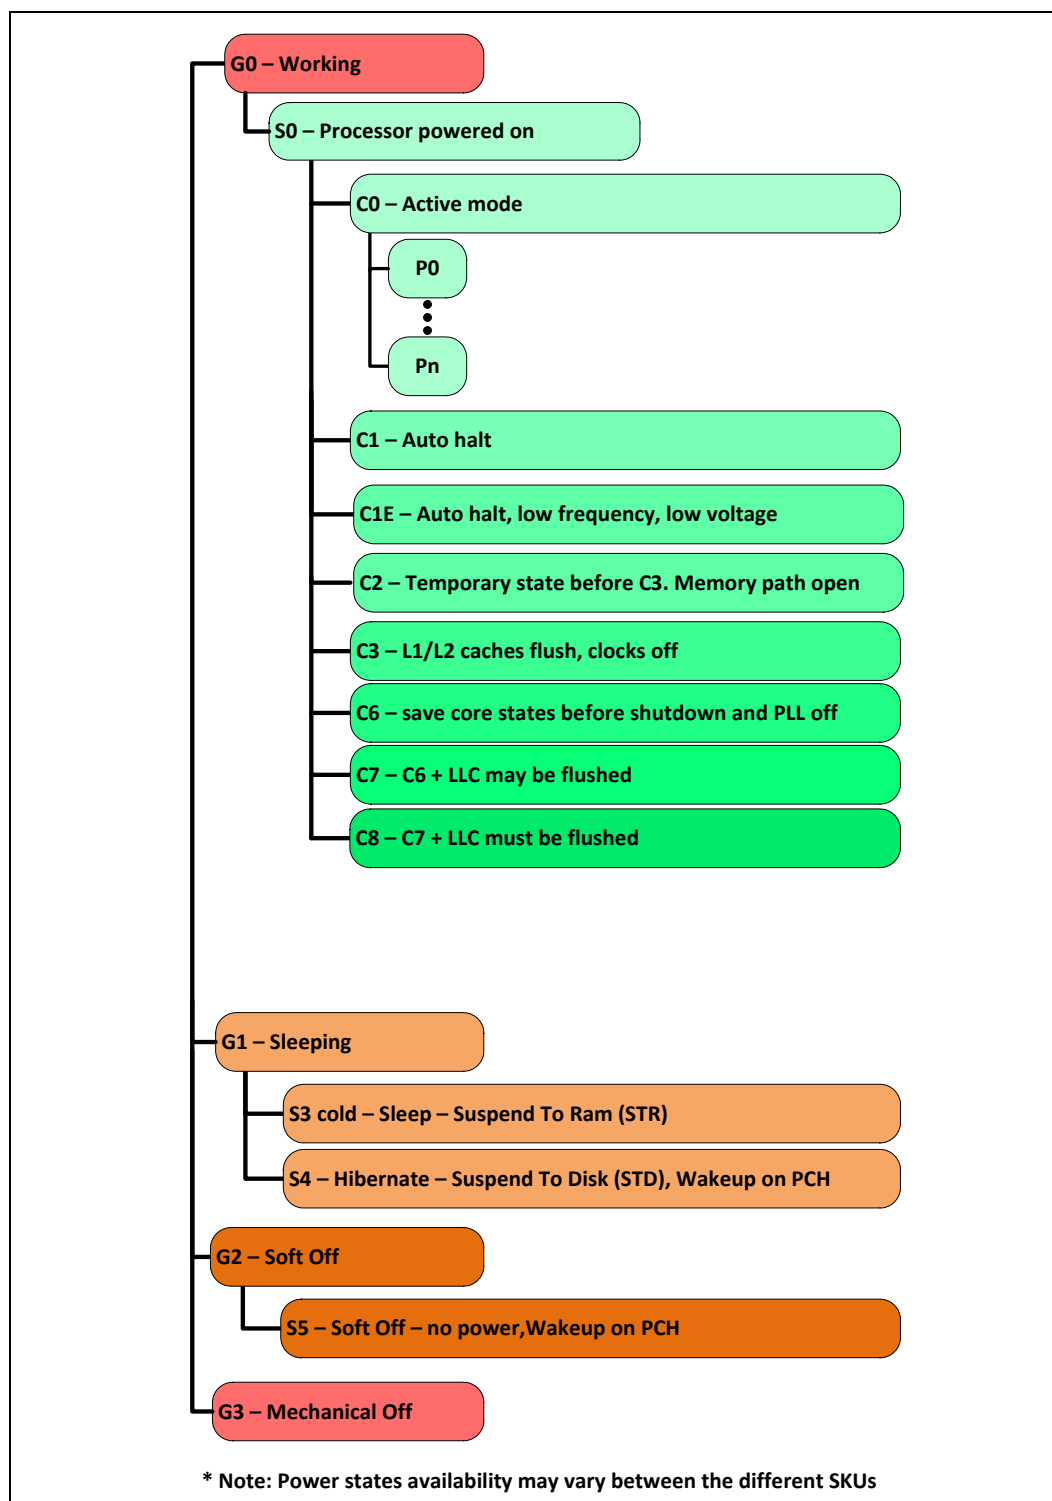 G0 – Working
S0 – Processor powered on
C0 – Active mode
P0
Pn
C1 – Auto halt
C1E – Auto halt, low frequency, low voltage
C2 – Temporary state before C3. Memory path open
C3 – L1/L2 caches flush, clocks off
C6 – save core states before shutdown and PLL off
C7 – C6 + LLC may be flushed
C8 – C7 + LLC must be flushed
G1 – Sleeping
S3 cold – Sleep – Suspend To Ram (STR)
S4 – Hibernate – Suspend To Disk (STD), Wakeup on PCH
G2 – Soft Off
S5 – Soft Off – no power,Wakeup on PCH
G3 – Mechanical Off
* Note: Power states availability may vary between the different SKUs